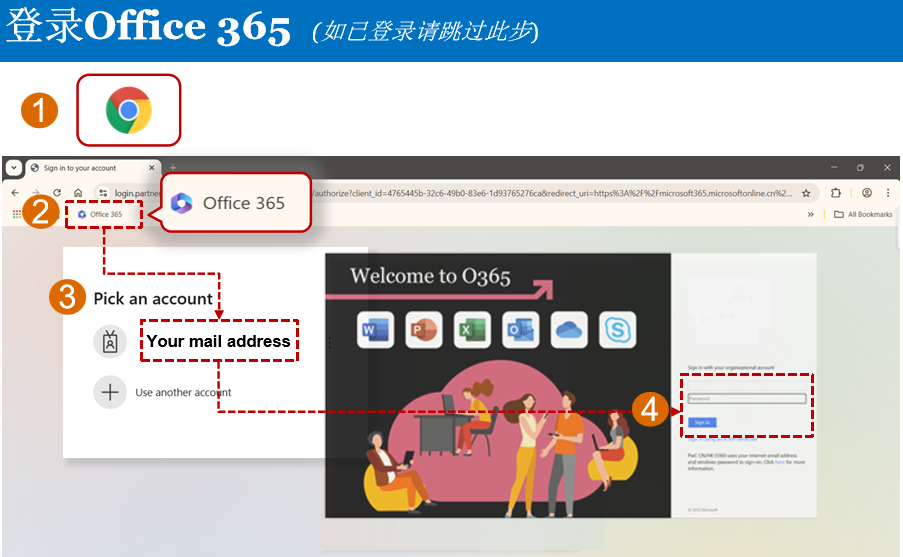 登录Office 365 (如已登录请跳过此步)
1
Sign in to your account
login.partne
/authorize?client_id=4765445b-32c6-49b0-83e6-1d93765276ca&redirect_uri=https%3A%2F%2Fmicrosoft365.microsoftonline.cn%2...
2
Office 365
Office 365
All Bookmarks
3
Pick an account
Your mail address
Use another account
Welcome to O365
W
P
X
O
S
Sign in with your organizational account
4
Password
Sign in
PwC CN/HK O365 uses your internet email address
and windows password to sign on. Click here for more
information.
© 2016 Microsoft